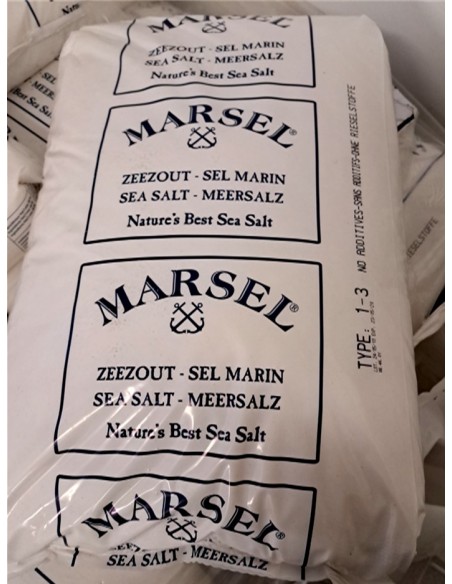 MARSEL
ZEEZOUT - SEL MARIN
SEA SALT - MEERSALZ
Nature's Best Sea Salt
MARSEL®
ZEEZOUT - SEL MARIN
SEA SALT - MEERSALZ
Nature's Best Sea Salt
MARSEL®
ZEEZOUT - SEL MARIN
SEA SALT - MEERSALZ
Nature's Best Sea Salt
MARSEL®
ZEEZ
SEA SALT - MEERSALZ
TYPE: 1-3 NO ADDITIVES-SANS ADDITIFS-OHNE RIESELSTOFFE